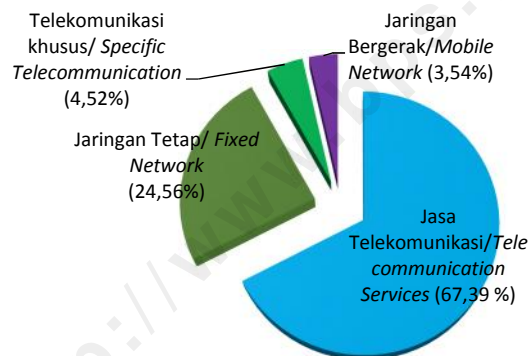 Telekomunikasi
khusus/ Specific
Telecommunication
(4,52%)
Jaringan
Bergerak/Mobile
Network (3,54%)
Jaringan Tetap/ Fixed
Network
(24,56%)
Jasa
Telekomunikasi/Tele
communication
Services (67,39 %)